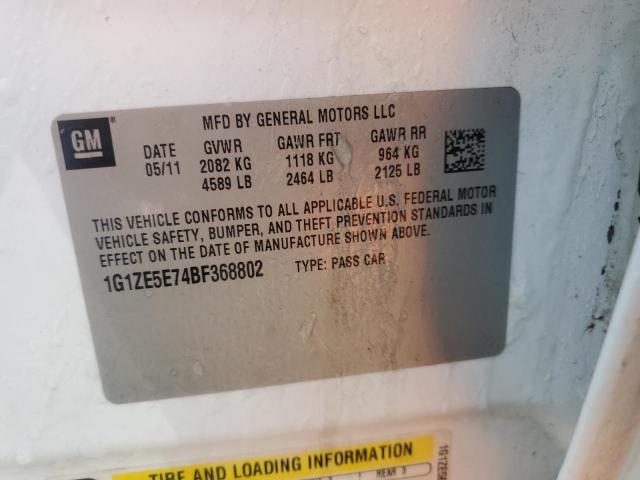 GM
®
MFD BY GENERAL MOTORS LLC
DATE GVWR GAWR FRT GAWR RR
05/11 2082 KG 1118 KG 964 KG
4589 LB 2464 LB 2125 LB
THIS VEHICLE CONFORMS TO ALL APPLICABLE U.S. FEDERAL MOTOR
VEHICLE SAFETY, BUMPER, AND THEFT PREVENTION STANDARDS IN
EFFECT ON THE DATE OF MANUFACTURE SHOWN ABOVE.
1G1ZE5E74BF368802 TYPE: PASS CAR
TIRE AND LOADING INFORMATION
REAR 3